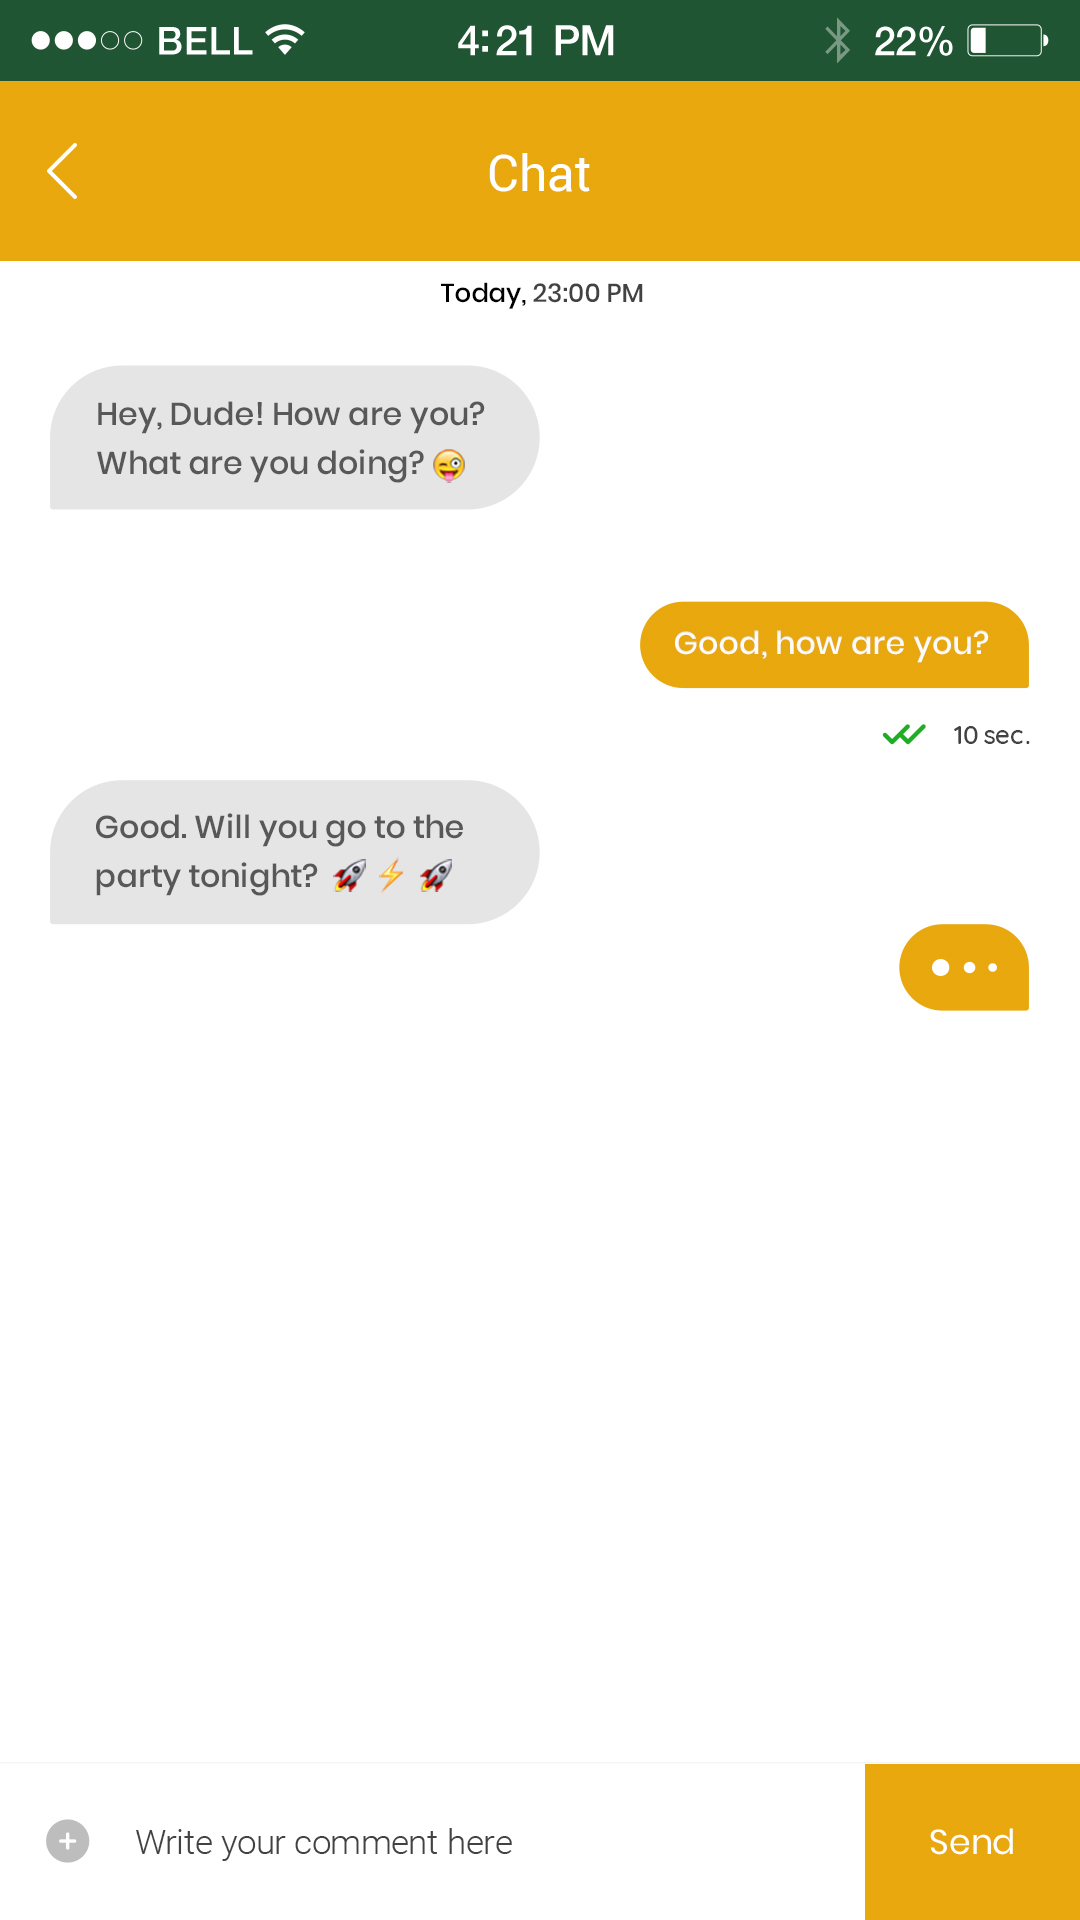 BELL 4:21 PM 22%
Chat
Today, 23:00 PM
Hey, Dude! How are you?
What are you doing? 😜
Good, how are you?
10 sec.
Good. Will you go to the
party tonight? 🚀⚡🚀
Write your comment here
Send